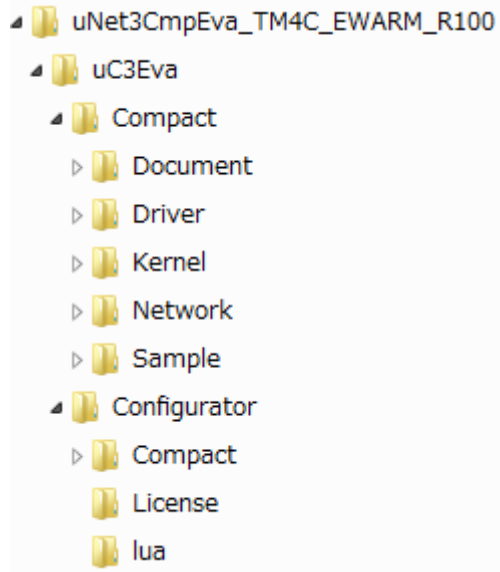 uNet3CmpEva_TM4C_EWARM_R100
uC3Eva
Compact
Document
Driver
Kernel
Network
Sample
Configurator
Compact
License
lua